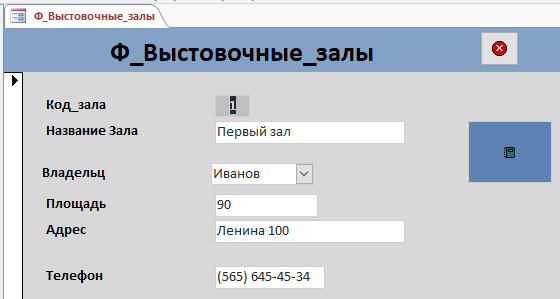 Ф_Выстовочные_залы
Ф_Выстовочные_залы
Код_зала 1
Название Зала Первый зал
Владельц Иванов
Площадь 90
Адрес Ленина 100
Телефон (565) 645-45-34